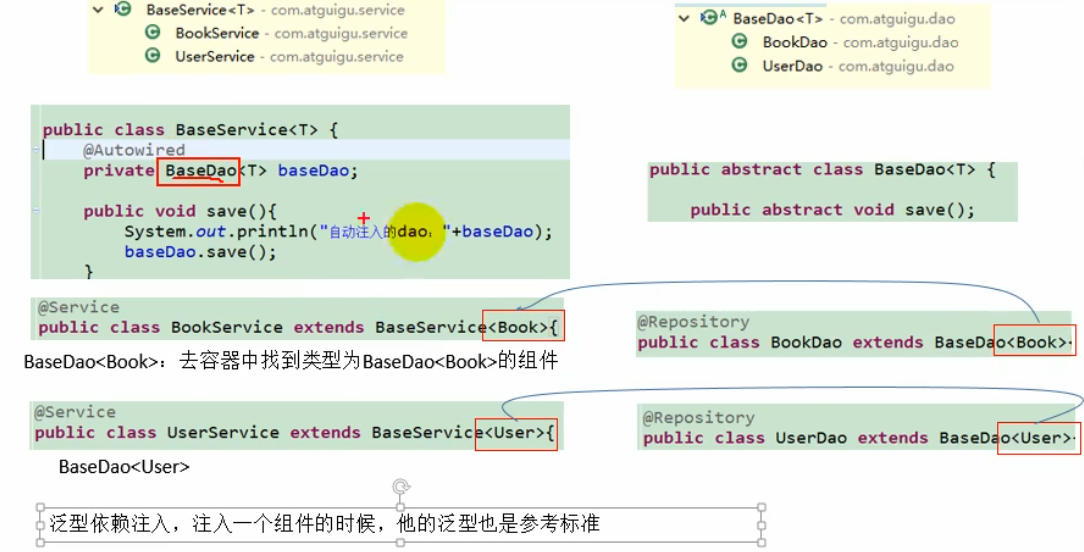 BaseService<T> - com.atguigu.service
BookService - com.atguigu.service
UserService - com.atguigu.service
BaseDao<T> - com.atguigu.dao
BookDao - com.atguigu.dao
UserDao - com.atguigu.dao
public class BaseService<T> {
@Autowired
private BaseDao<T> baseDao;
public void save(){
System.out.println("自动注入的dao："+baseDao);
baseDao.save();
}
public abstract class BaseDao<T> {
public abstract void save();
@Service
public class BookService extends BaseService<Book>{
@Repository
public class BookDao extends BaseDao<Book>{
BaseDao<Book>：去容器中找到类型为BaseDao<Book>的组件
@Service
public class UserService extends BaseService<User>{
@Repository
public class UserDao extends BaseDao<User>{
BaseDao<User>
泛型依赖注入，注入一个组件的时候，他的泛型也是参考标准